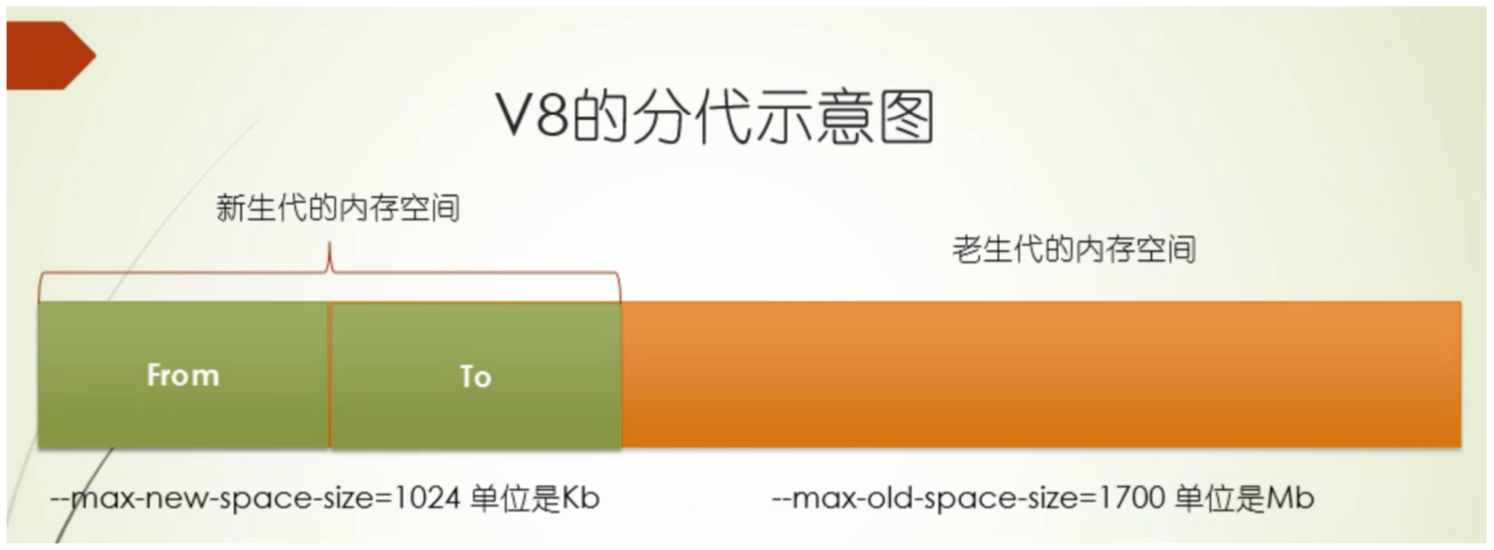 V8的分代示意图
新生代的内存空间
老生代的内存空间
From
To
--max-new-space-size=1024 单位是Kb
--max-old-space-size=1700 单位是Mb